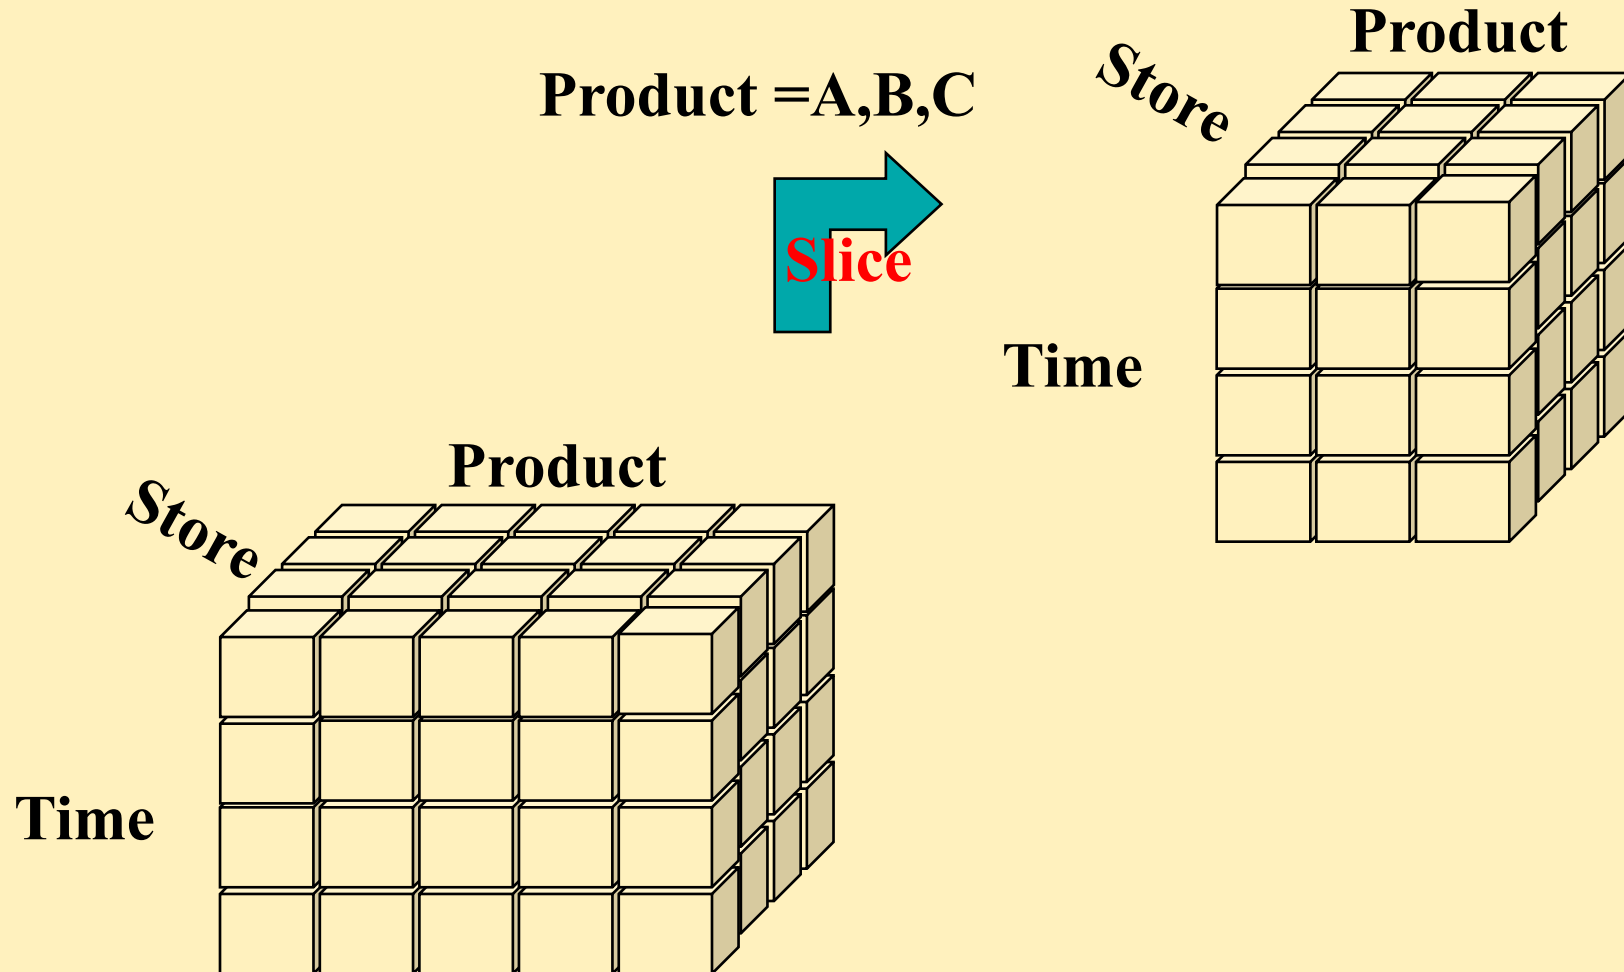 Product
Store
Product =A,B,C
Slice
Time
Product
Store
Time